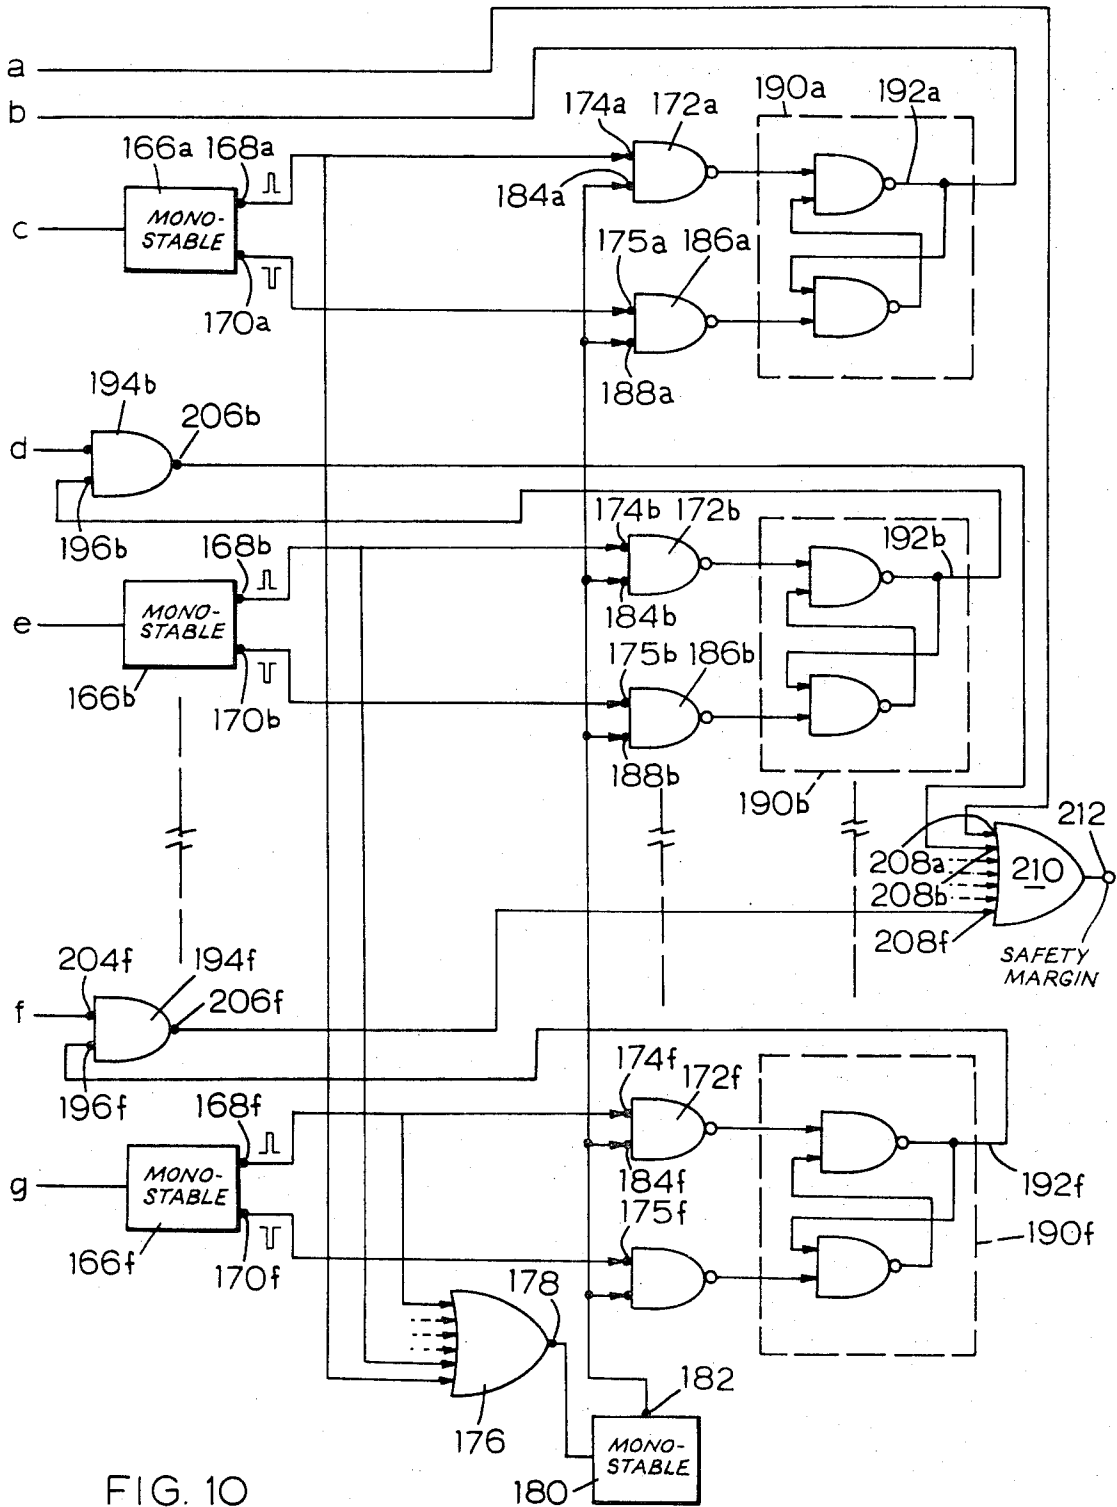 a
b
190a
192a
174a
172a
166a
168a
184a
MONO-
STABLE
c
175a
186a
170a
188a
194b
206b
d
196b
174b
172b
192b
168b
184b
MONO-
STABLE
e
175b
186b
166b
170b
188b
190b
212
208a
208b
210
208f
SAFETY
MARGIN
204f
194f
206f
f
196f
174f
172f
168f
MONO-
STABLE
g
184f
175f
192f
166f
170f
190f
178
182
176
MONO-
STABLE
180
FIG. 10